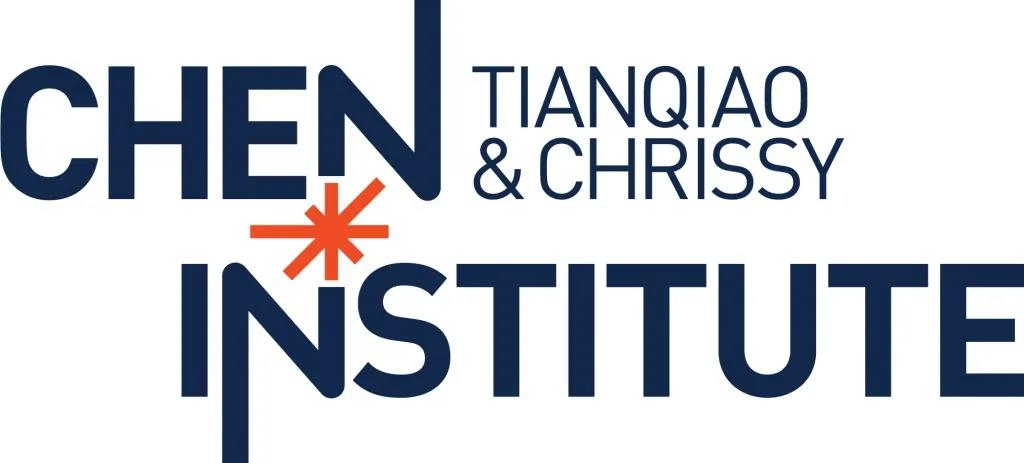 CHEN
TIANQIAO
& CHRISSY
INSTITUTE